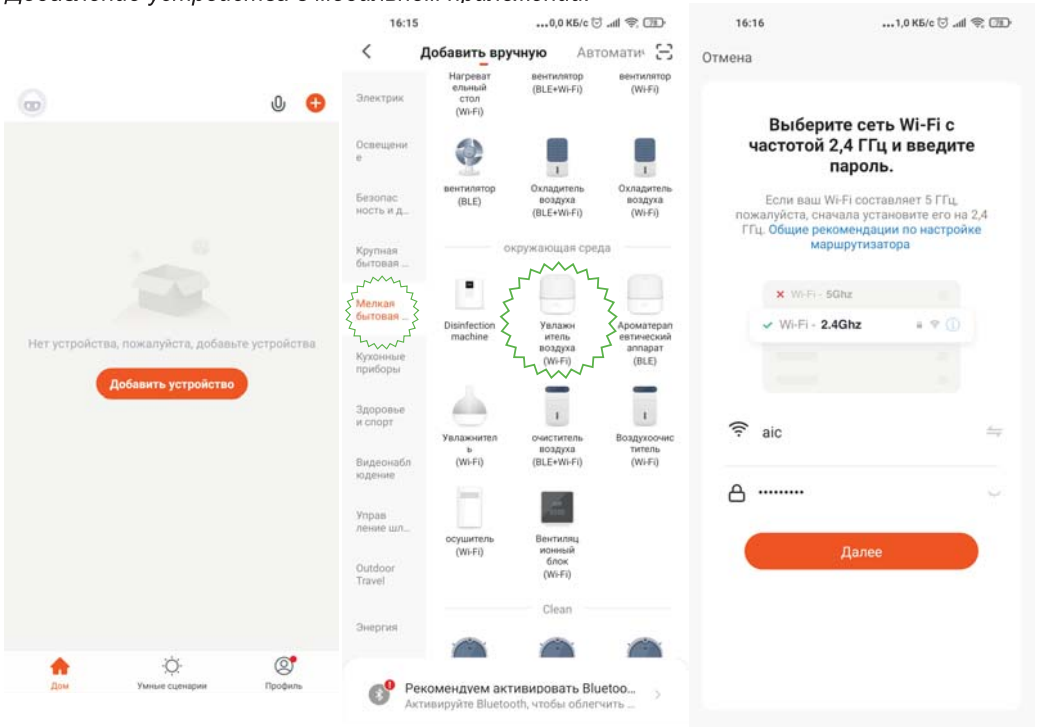 Добавление устройства в мобильном приложении.
Нет устройства, пожалуйста, добавьте устройство
Добавить устройство
Дом
Умные сценарии
Профиль
16:15
...0,0 КБ/с
78
Добавить вручную
Автомати
Электрик
Освещени
е
Безопас
ность и д...
Крупная
бытовая ...
Мелкая
бытовая ...
Кухонные
приборы
Здоровье
и спорт
Видеонабл
юдение
Управ
ление шл...
Outdoor
Travel
Энергия
Нагреват
ельный
стол
(Wi-Fi)
вентилятор
(BLE+Wi-Fi)
вентилятор
(Wi-Fi)
вентилятор
(BLE)
Охладитель
воздуха
(BLE+Wi-Fi)
Охладитель
воздуха
(Wi-Fi)
окружающая среда
Disinfection
machine
Увлажн
итель
воздуха
(Wi-Fi)
Ароматерап
евтический
аппарат
(BLE)
Увлажнител
ь
(Wi-Fi)
очиститель
воздуха
(BLE+Wi-Fi)
Воздухоочис
титель
(Wi-Fi)
осушитель
(Wi-Fi)
Вентиляц
ионный
блок
(Wi-Fi)
Clean
Рекомендуем активировать Bluetoo...
Активируйте Bluetooth, чтобы облегчить ...
16:16
...1,0 КБ/с
78
Отмена
Выберите сеть Wi-Fi с
частотой 2,4 ГГц и введите
пароль.
Если ваш Wi-Fi составляет 5 ГГц,
пожалуйста, сначала установите его на 2,4
ГГц. Общие рекомендации по настройке
маршрутизатора
Wi-Fi - 5Ghz
Wi-Fi - 2.4Ghz
aic
•••••••••
Далее